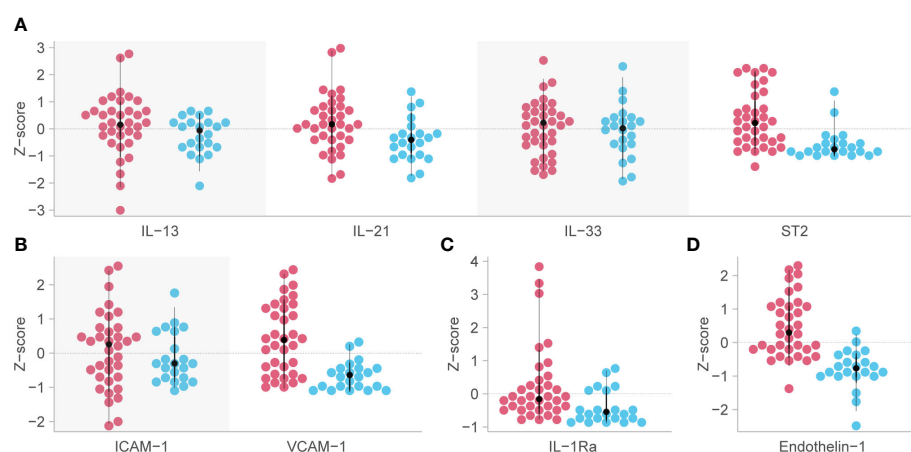 A
Z−score
3
2
1
0
−1
−2
−3
IL−13 IL−21 IL−33 ST2
B C D
Z−score
2
1
0
−1
−2
ICAM−1 VCAM−1
Z−score
4
3
2
1
0
−1
IL−1Ra
Z−score
2
1
0
−1
−2
Endothelin−1